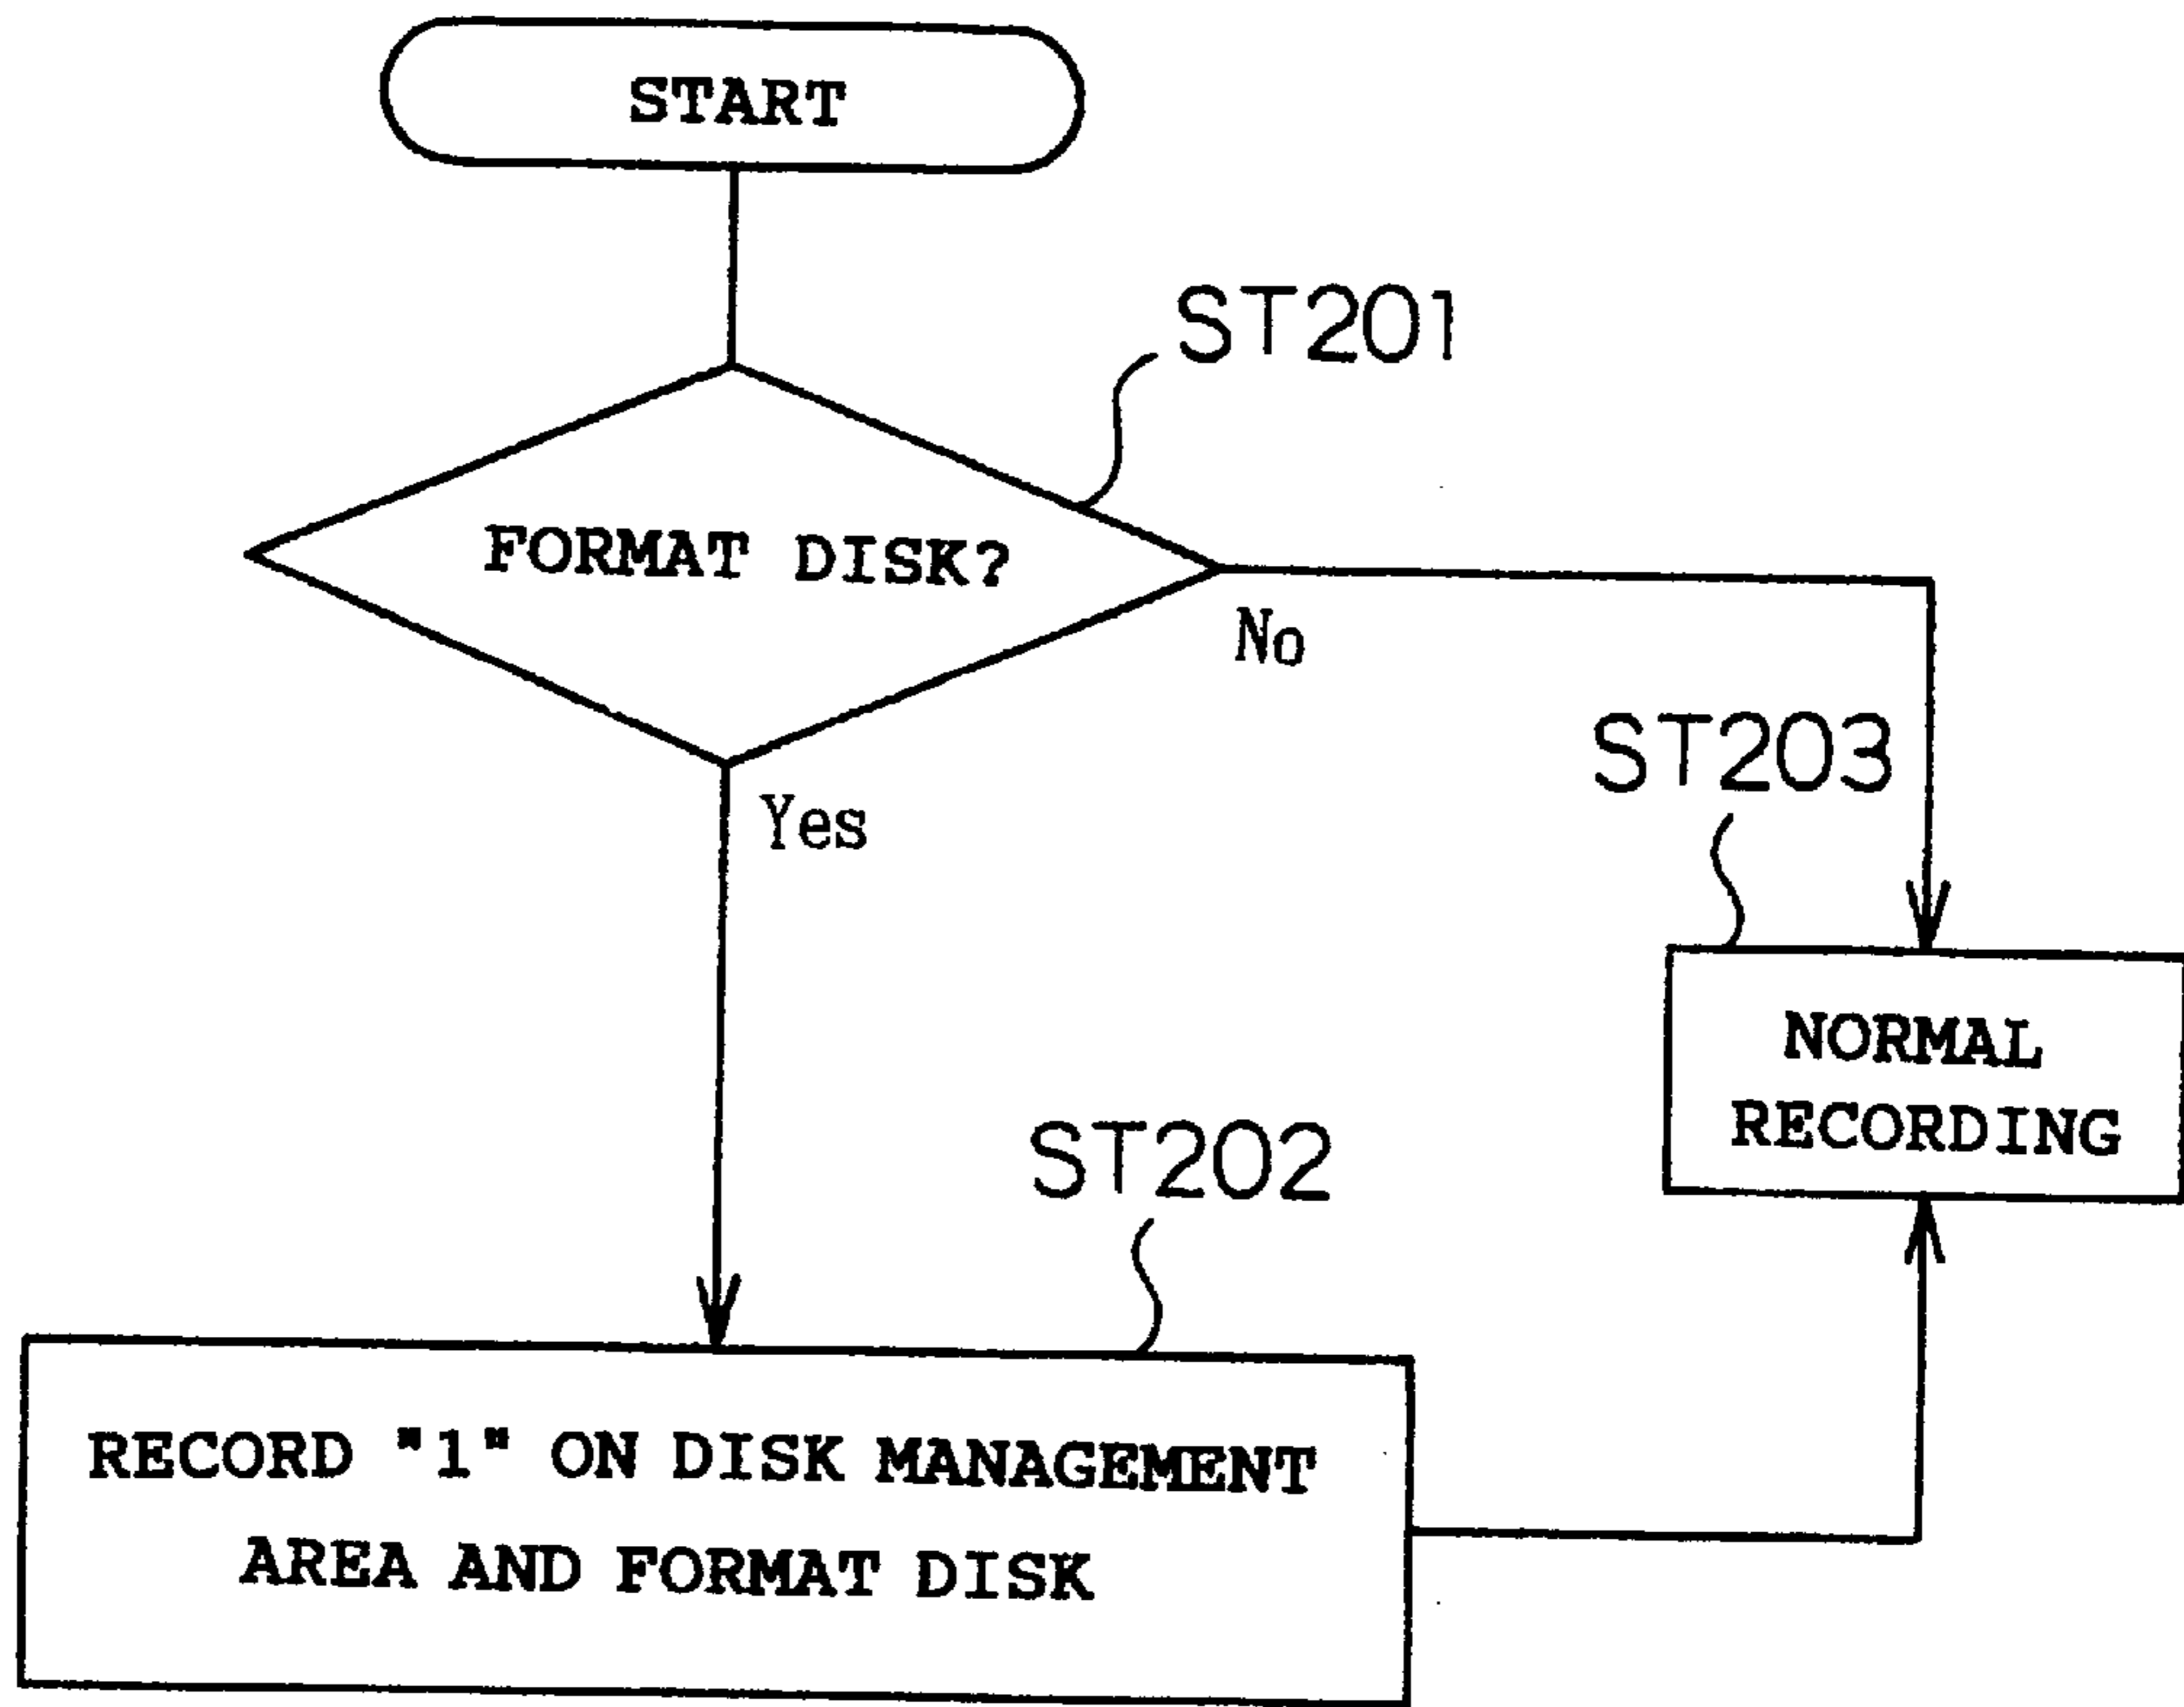 START
ST201
FORMAT DISK?
No
ST203
Yes
NORMAL
RECORDING
ST202
RECORD "1" ON DISK MANAGEMENT
AREA AND FORMAT DISK